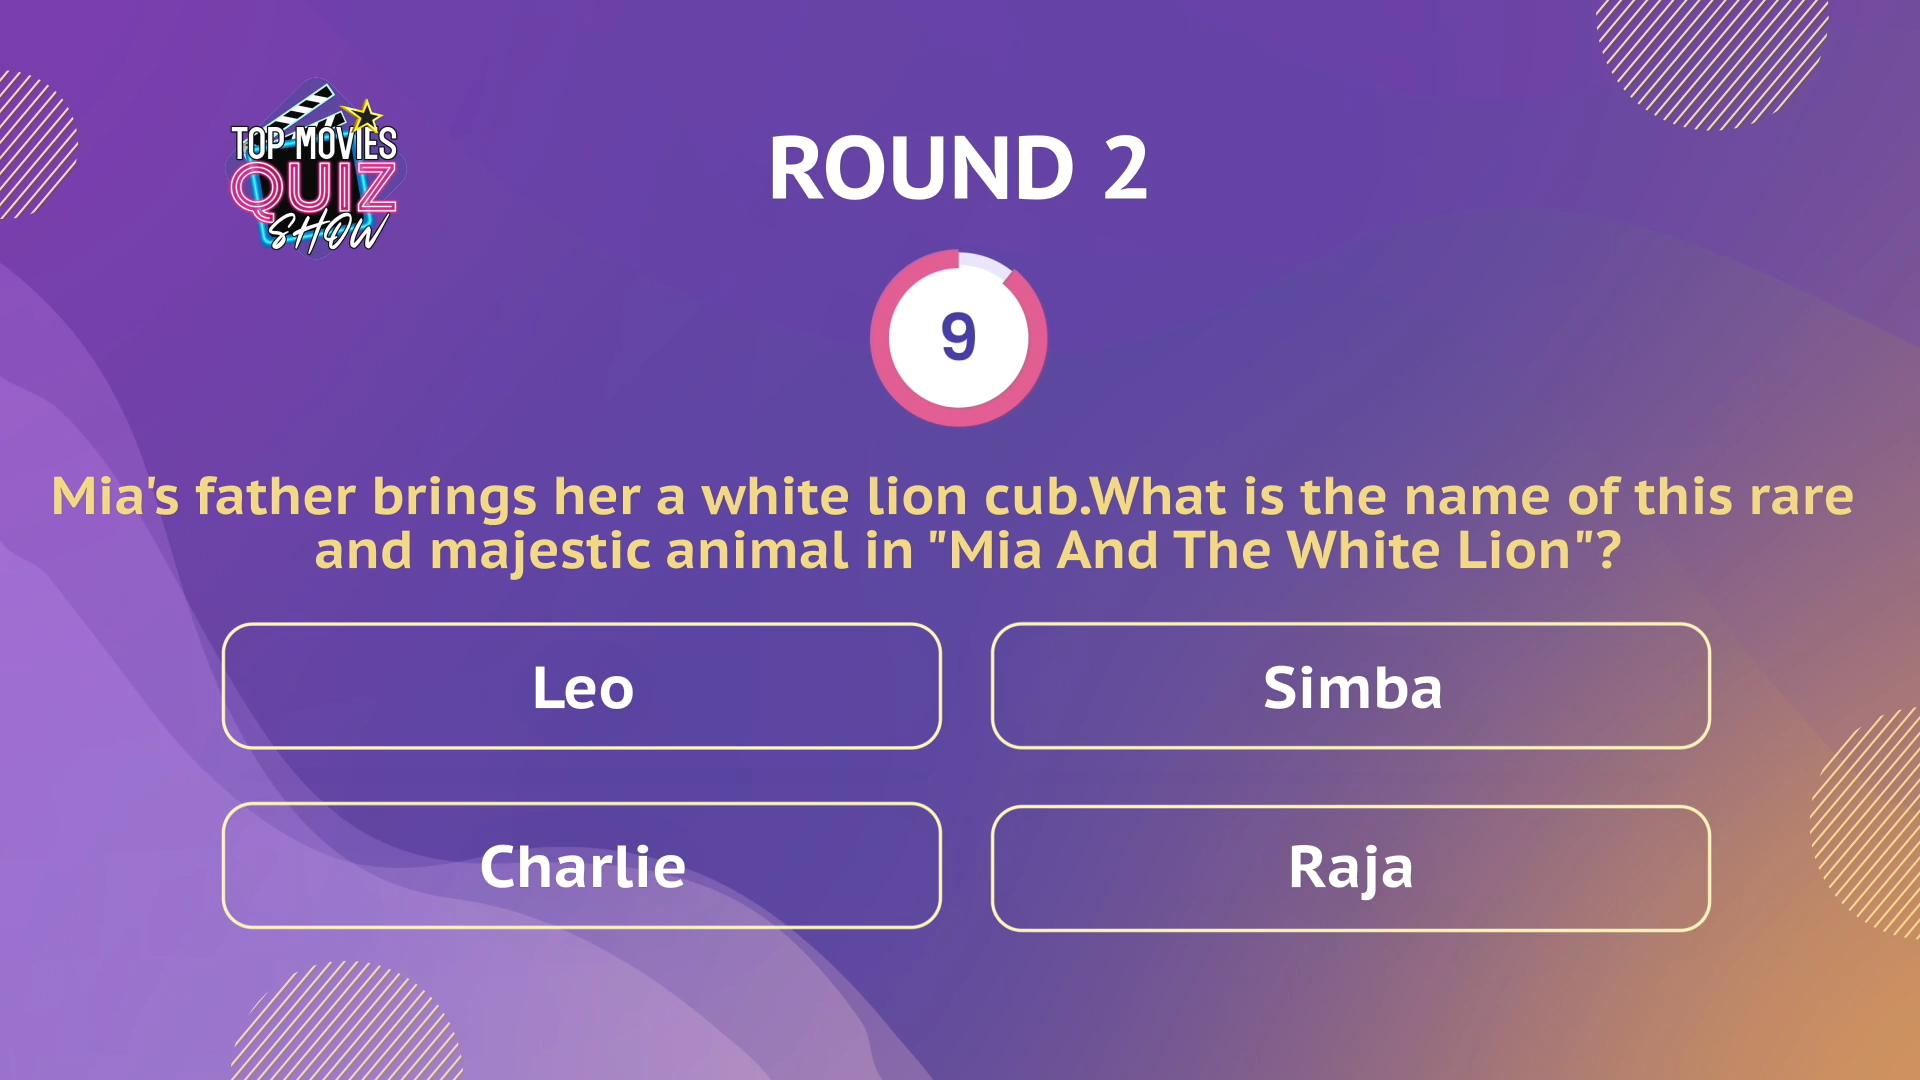 TOP MOVIES
QUIZ
SHOW
ROUND 2
9
Mia's father brings her a white lion cub.What is the name of this rare
and majestic animal in "Mia And The White Lion"?
Leo
Simba
Charlie
Raja